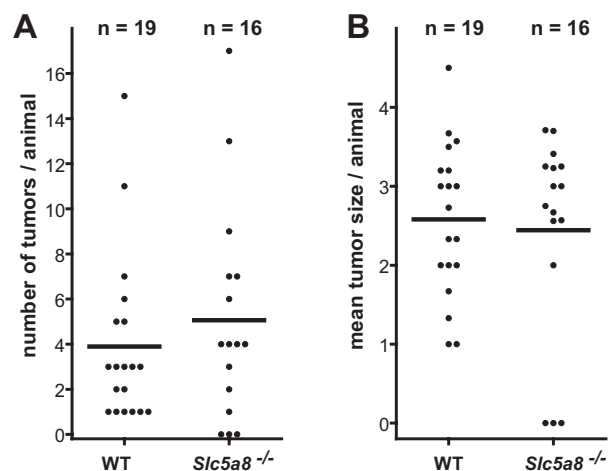 A
n = 19 n = 16
number of tumors / animal
16
14
12
10
8
6
4
2
0
WT Slc5a8 -/-
B
n = 19 n = 16
mean tumor size / animal
4
3
2
1
0
WT Slc5a8 -/-